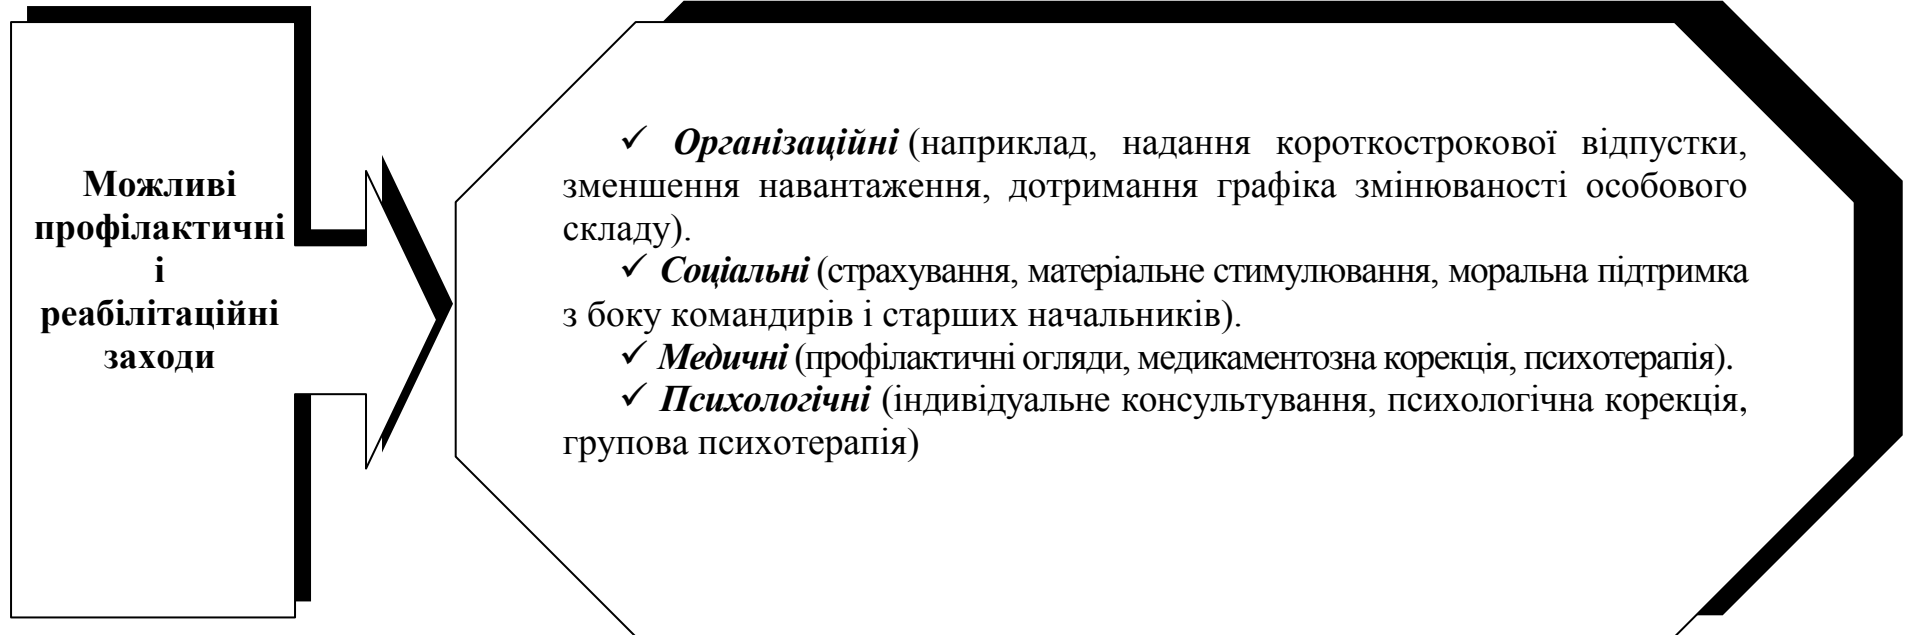 Можливі
профілактичні
і
реабілітаційні
заходи
✓ Організаційні (наприклад, надання короткострокової відпустки,
зменшення навантаження, дотримання графіка змінюваності особового
складу).
✓ Соціальні (страхування, матеріальне стимулювання, моральна підтримка
з боку командирів і старших начальників).
✓ Медичні (профілактичні огляди, медикаментозна корекція, психотерапія).
✓ Психологічні (індивідуальне консультування, психологічна корекція,
групова психотерапія)